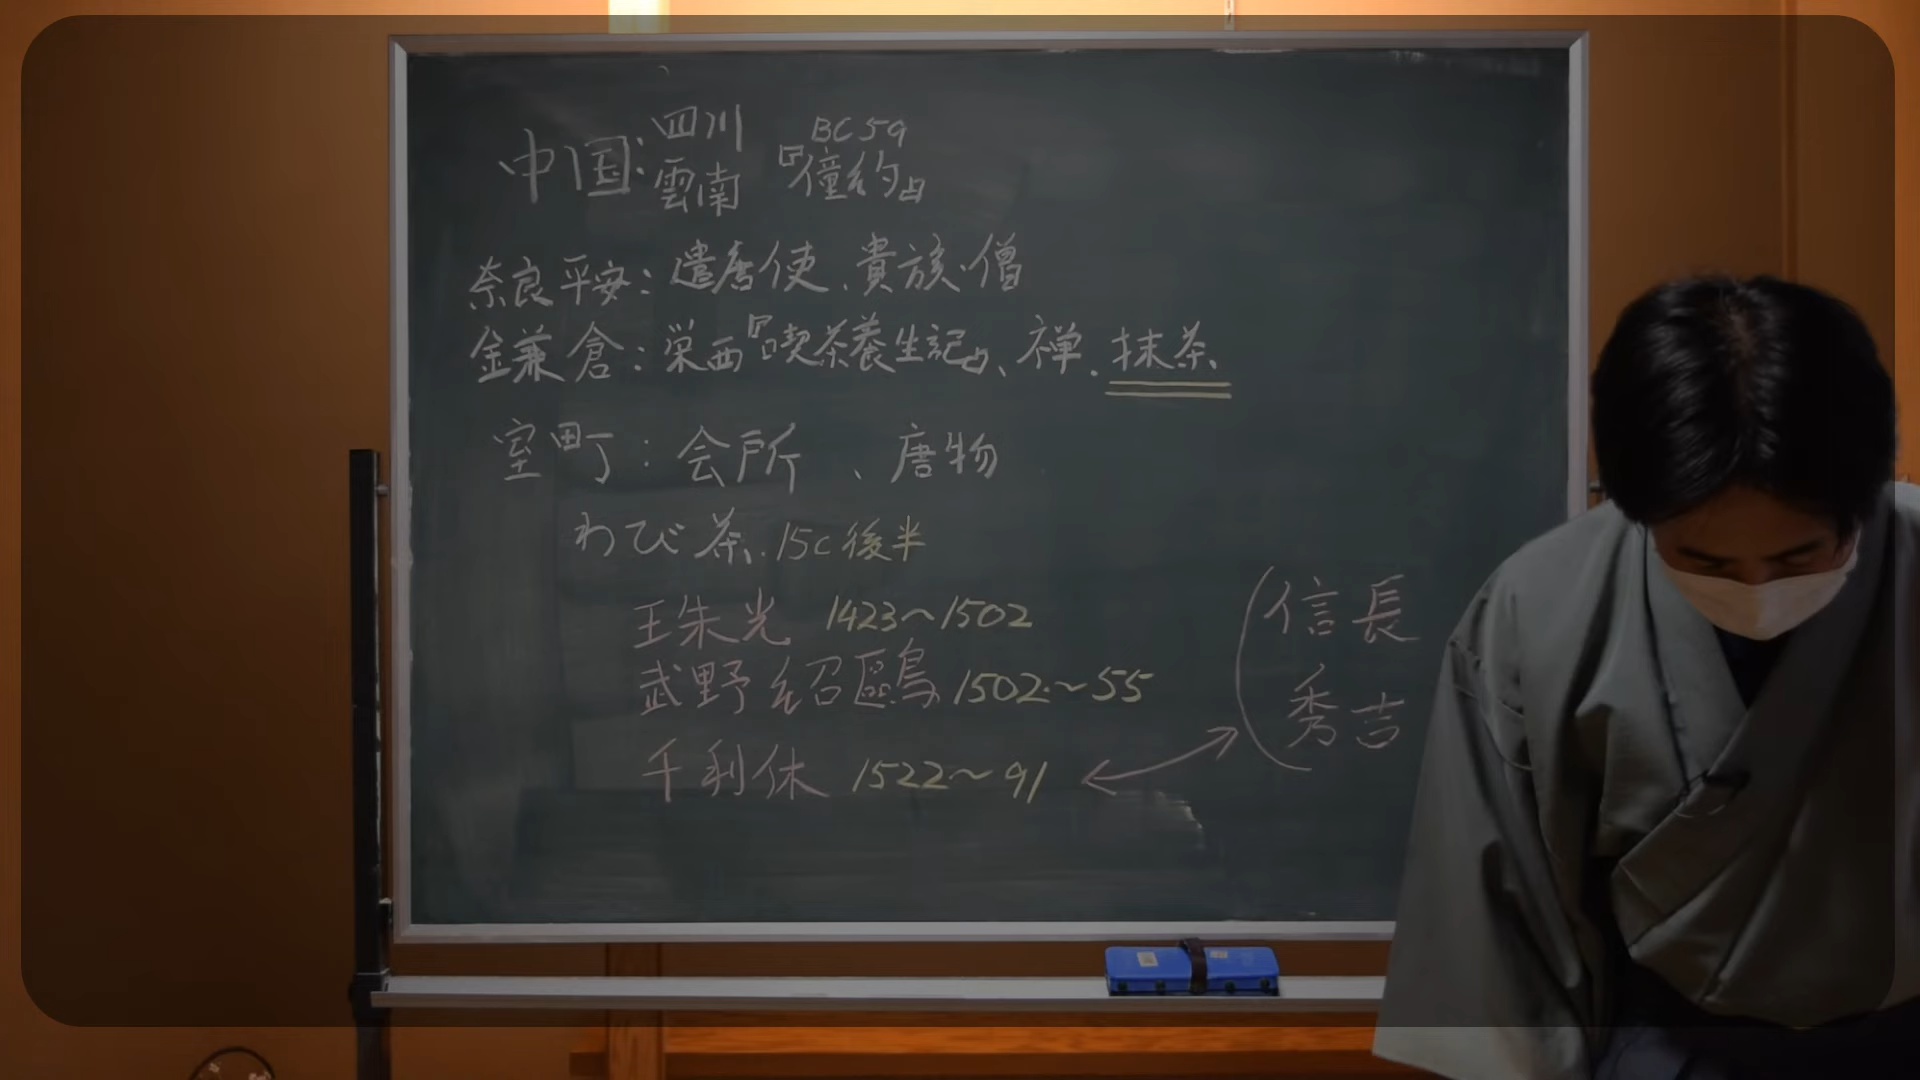 中国:四川 雲南 BC59『僮約』
奈良平安:遣唐使、貴族・僧
鎌倉:栄西『喫茶養生記』、禅.抹茶
室町:会所、唐物
わび茶.15c後半
珠光 1423~1502
武野紹鷗 1502~55
千利休 1522~91
信長
秀吉